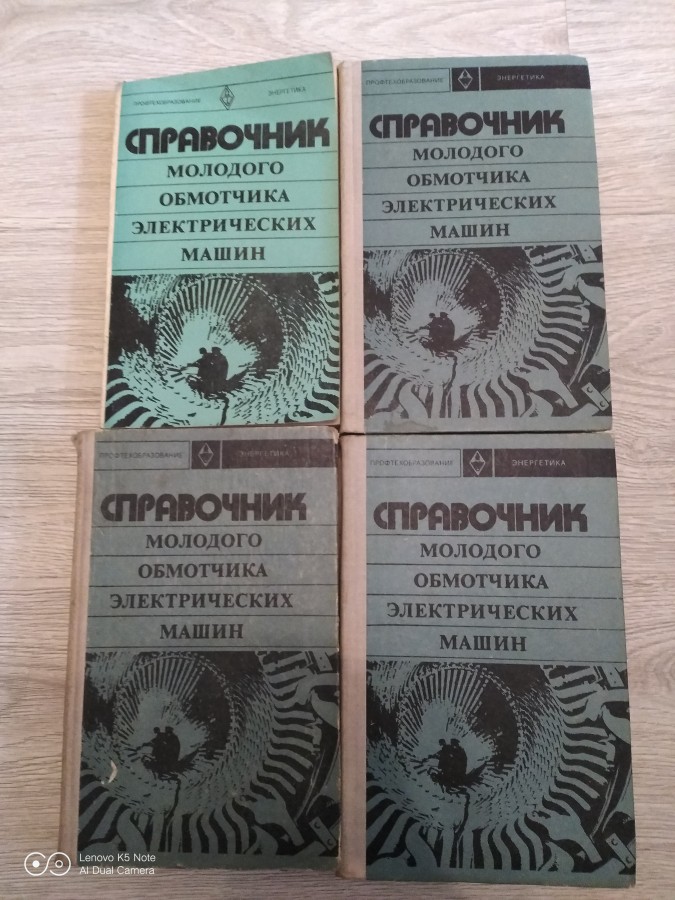 ПРОФТЕХОБРАЗОВАНИЕ ЭНЕРГЕТИКА
СПРАВОЧНИК
МОЛОДОГО
ОБМОТЧИКА
ЭЛЕКТРИЧЕСКИХ
МАШИН
ПРОФТЕХОБРАЗОВАНИЕ ЭНЕРГЕТИКА
СПРАВОЧНИК
МОЛОДОГО
ОБМОТЧИКА
ЭЛЕКТРИЧЕСКИХ
МАШИН
ПРОФТЕХОБРАЗОВАНИЕ ЭНЕРГЕТИКА
СПРАВОЧНИК
МОЛОДОГО
ОБМОТЧИКА
ЭЛЕКТРИЧЕСКИХ
МАШИН
ПРОФТЕХОБРАЗОВАНИЕ ЭНЕРГЕТИКА
СПРАВОЧНИК
МОЛОДОГО
ОБМОТЧИКА
ЭЛЕКТРИЧЕСКИХ
МАШИН
Lenovo K5 Note
AI Dual Camera